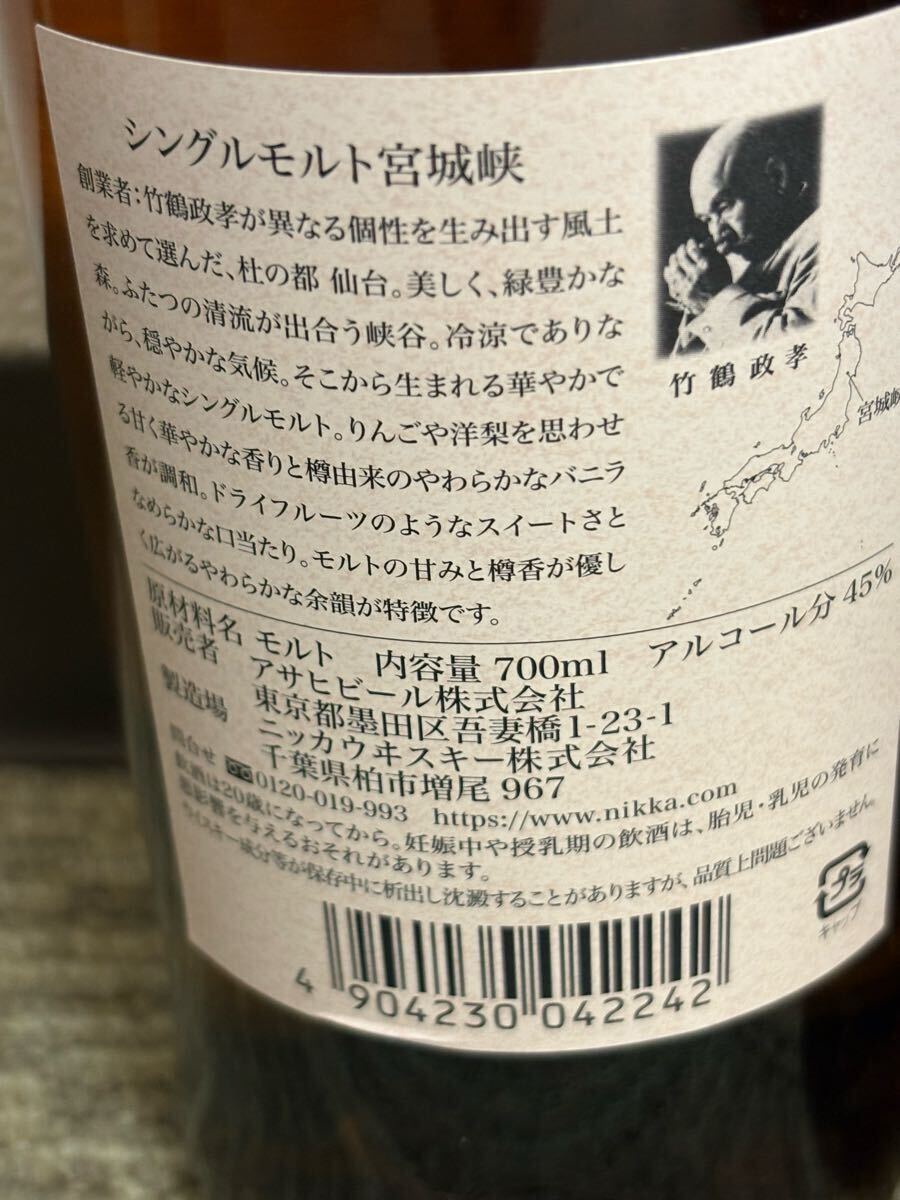 シングルモルト宮城峡
創業者:竹鶴政孝が異なる個性を生み出す風土
を求めて選んだ、杜の都 仙台。美しく、緑豊かな
森。ふたつの清流が出合う峡谷。冷涼でありな
がら、穏やかな気候。そこから生まれる華やかで
軽やかなシングルモルト。りんごや洋梨を思わせ
る甘く華やかな香りと樽由来のやわらかなバニラ
香が調和。ドライフルーツのようなスイートさと
なめらかな口当たり。モルトの甘みと樽香が優し
く広がるやわらかな余韻が特徴です。
竹鶴政孝
宮城峡
原材料名 モルト 内容量 700ml アルコール分 45%
販売者 アサヒビール株式会社
東京都墨田区吾妻橋1-23-1
製造場 ニッカウヰスキー株式会社
千葉県柏市増尾 967
問合せ 0120-019-993 https://www.nikka.com
飲酒は20歳になってから。妊娠中や授乳期の飲酒は、胎児・乳児の発育に
悪影響を与えるおそれがあります。
ウイスキー成分等が保存中に析出し沈澱することがありますが、品質上問題ございません。
プラ
キャップ
4 904230 042242